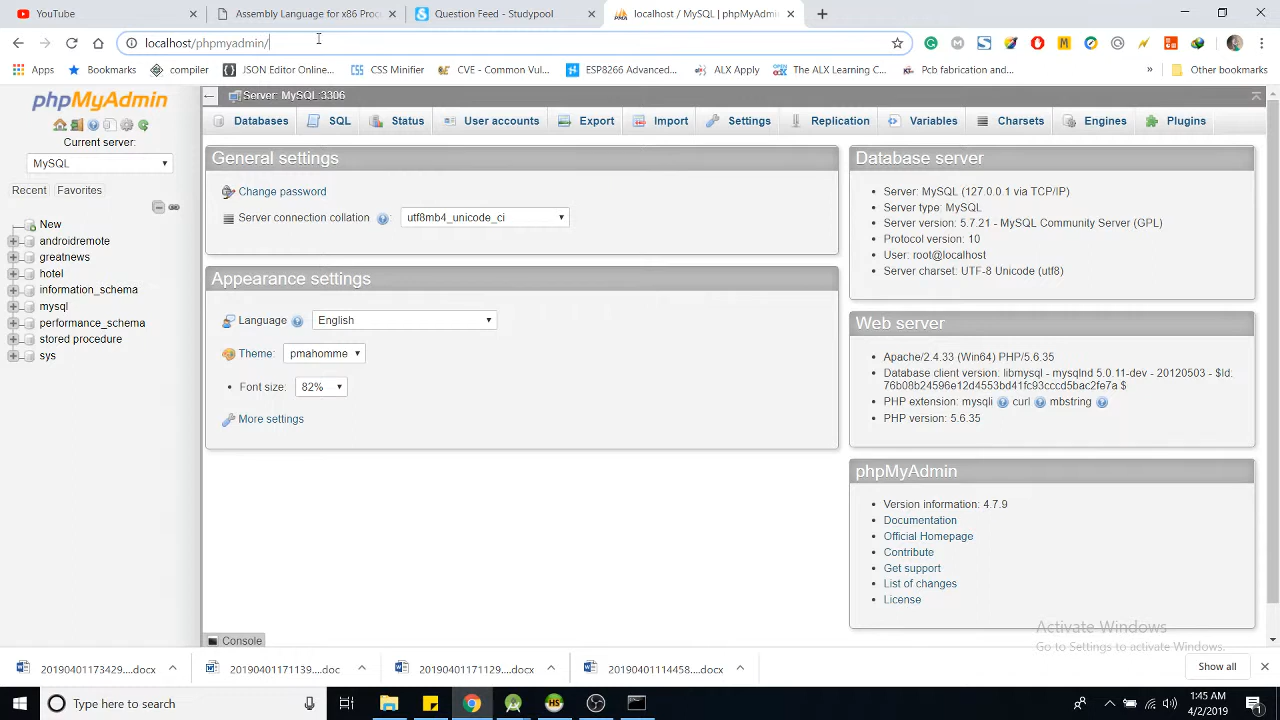 YouTube
Assembly Language for x86 Proc
Question Feed - Studypool
localhost / MySQL | phpMyAdmin
localhost/phpmyadmin/
Apps
Bookmarks
compiler
JSON Editor Online...
CSS Minifier
CVE - Common Vul...
ESP8266 Advanced...
ALX Apply
The ALX Learning C...
Pcb fabrication and...
»
Other bookmarks
phpMyAdmin
Current server:
MySQL
Recent
Favorites
New
androidremote
greatnews
hotel
information_schema
mysql
performance_schema
stored procedure
sys
Server: MySQL:3306
Databases
SQL
Status
User accounts
Export
Import
Settings
Replication
Variables
Charsets
Engines
Plugins
General settings
Change password
Server connection collation
utf8mb4_unicode_ci
Appearance settings
Language
English
Theme:
pmahomme
• Font size:
82%
More settings
Database server
• Server: MySQL (127.0.0.1 via TCP/IP)
• Server type: MySQL
• Server version: 5.7.21 - MySQL Community Server (GPL)
• Protocol version: 10
• User: root@localhost
• Server charset: UTF-8 Unicode (utf8)
Web server
• Apache/2.4.33 (Win64) PHP/5.6.35
• Database client version: libmysql - mysqlnd 5.0.11-dev - 20120503 - $Id:
76b08b24596e12d4553bd41fc93cccd5bac2fe7a $
• PHP extension: mysqli curl mbstring
• PHP version: 5.6.35
phpMyAdmin
• Version information: 4.7.9
• Documentation
• Official Homepage
• Contribute
• Get support
• List of changes
• License
Console
Activate Windows
Go to Settings to activate Windows.
20190401173429....docx
20190401171139....doc
20190401171129....docx
20190401114458....docx
Show all
Type here to search
1:45 AM
4/2/2019